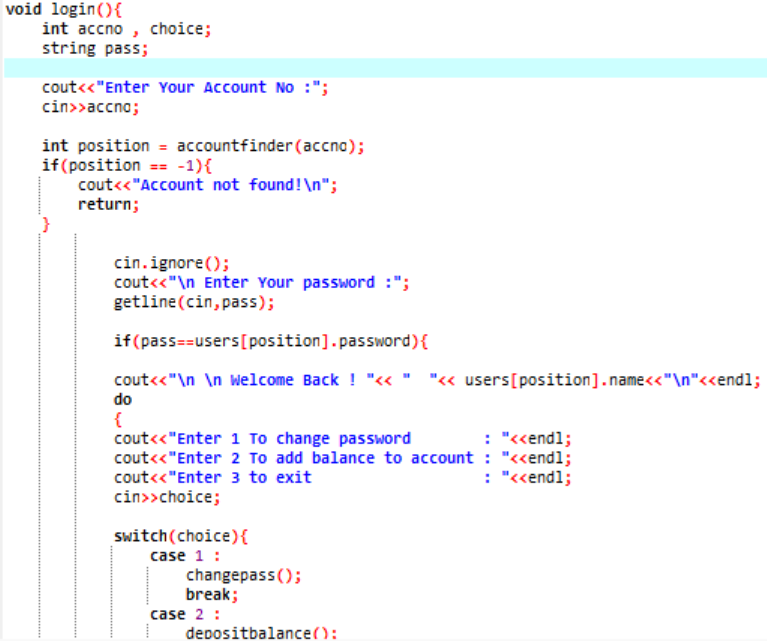 void login(){
int accno , choice;
string pass;
cout<<"Enter Your Account No :";
cin>>accno;
int position = accountfinder(accno);
if(position == -1){
cout<<"Account not found!\n";
return;
}
cin.ignore();
cout<<"\n Enter Your password :";
getline(cin,pass);
if(pass==users[position].password){
cout<<"\n \n Welcome Back ! "<< "  "<< users[position].name<<"\n"<<endl;
do
{
cout<<"Enter 1 To change password        : "<<endl;
cout<<"Enter 2 To add balance to account : "<<endl;
cout<<"Enter 3 to exit                   : "<<endl;
cin>>choice;
switch(choice){
case 1 :
changepass();
break;
case 2 :
depositbalance();